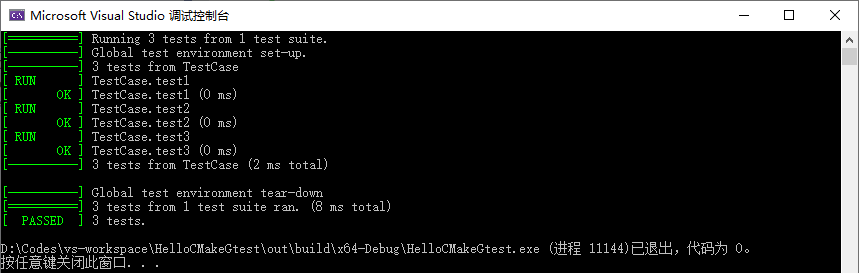 Microsoft Visual Studio 调试控制台
[==========] Running 3 tests from 1 test suite.
[----------] Global test environment set-up.
[----------] 3 tests from TestCase
[ RUN      ] TestCase.test1
[       OK ] TestCase.test1 (0 ms)
[ RUN      ] TestCase.test2
[       OK ] TestCase.test2 (0 ms)
[ RUN      ] TestCase.test3
[       OK ] TestCase.test3 (0 ms)
[----------] 3 tests from TestCase (2 ms total)
[----------] Global test environment tear-down
[==========] 3 tests from 1 test suite ran. (8 ms total)
[  PASSED  ] 3 tests.
D:\Codes\vs-workspace\HelloCMakeGtest\out\build\x64-Debug\HelloCMakeGtest.exe (进程 11144)已退出，代码为 0。
按任意键关闭此窗口. . .